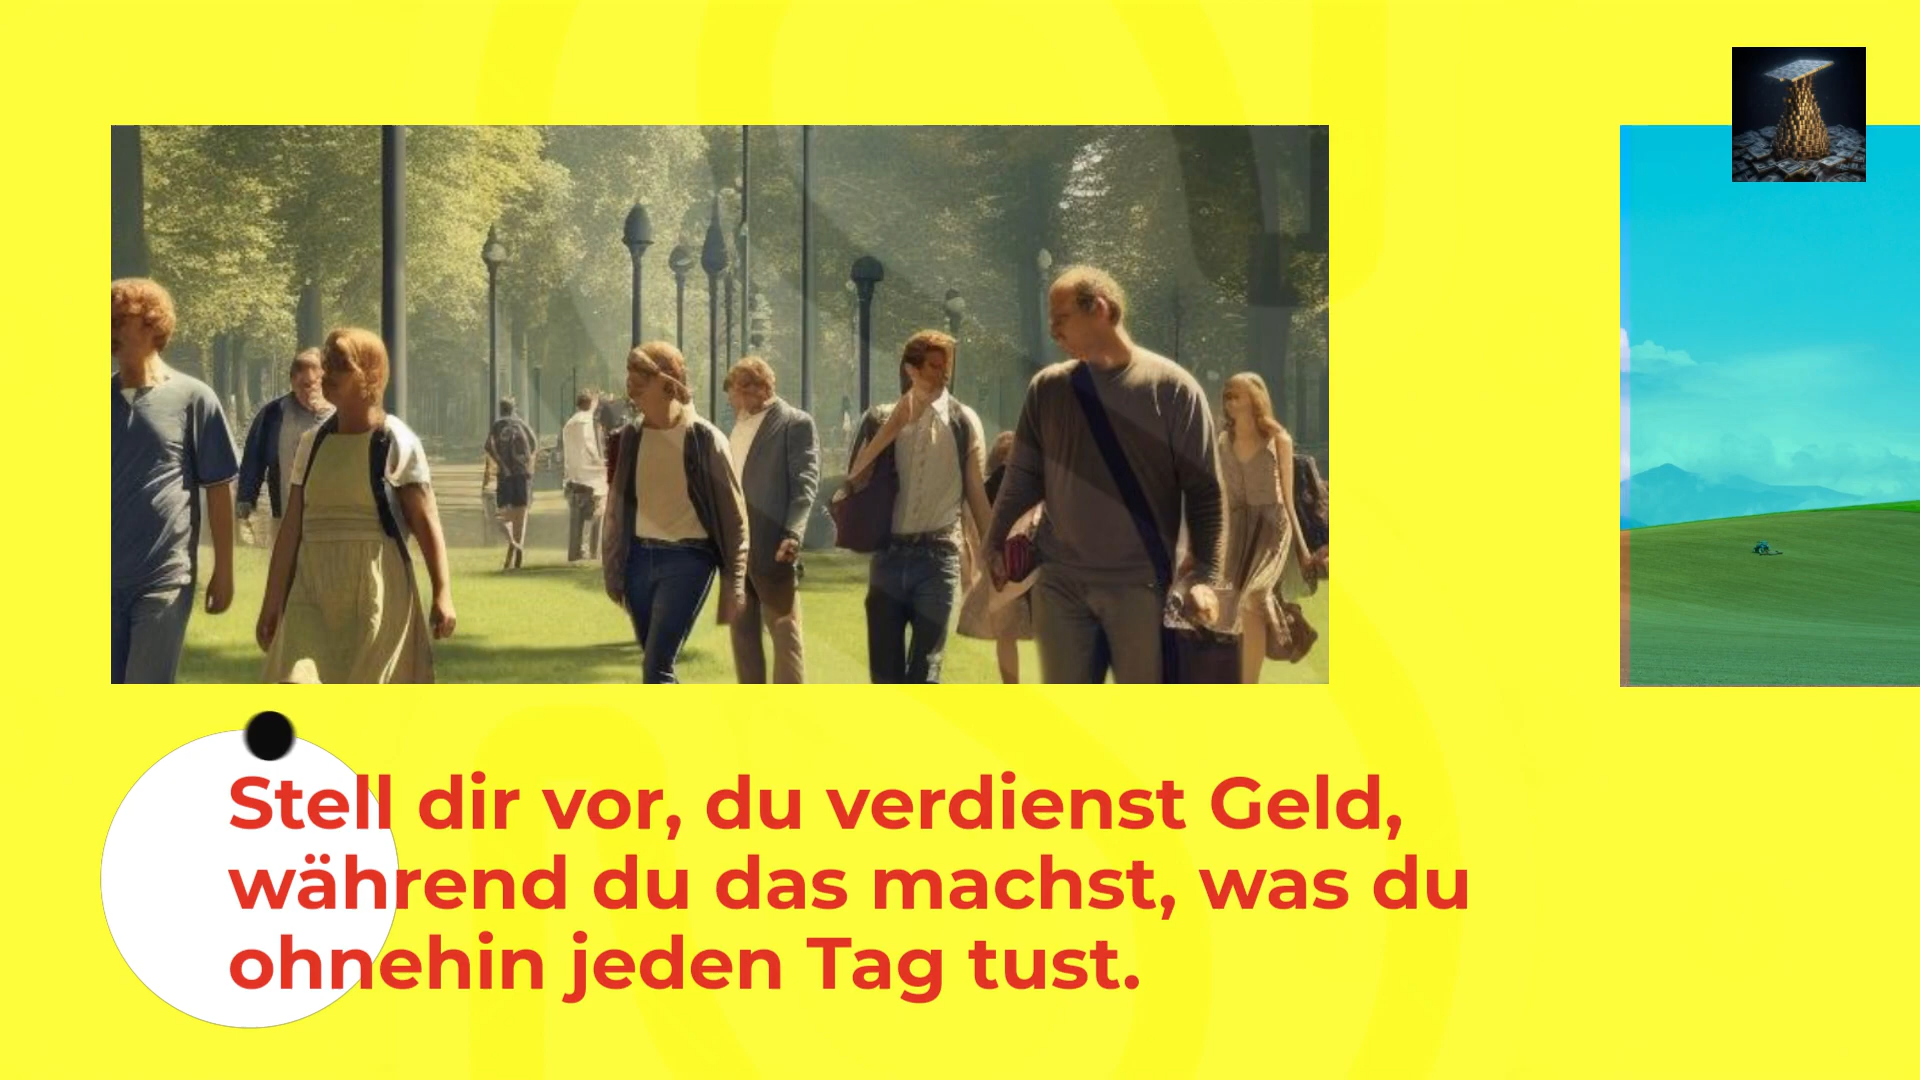 Stell dir vor, du verdienst Geld,
während du das machst, was du
ohnehin jeden Tag tust.